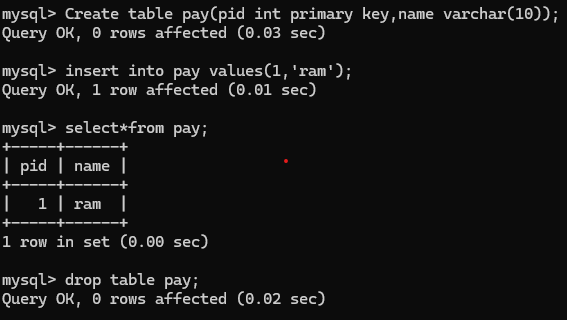 mysql> Create table pay(pid int primary key,name varchar(10));
Query OK, 0 rows affected (0.03 sec)
mysql> insert into pay values(1,'ram');
Query OK, 1 row affected (0.01 sec)
mysql> select*from pay;
+-----+------+
| pid | name |
+-----+------+
|   1 | ram  |
+-----+------+
1 row in set (0.00 sec)
mysql> drop table pay;
Query OK, 0 rows affected (0.02 sec)